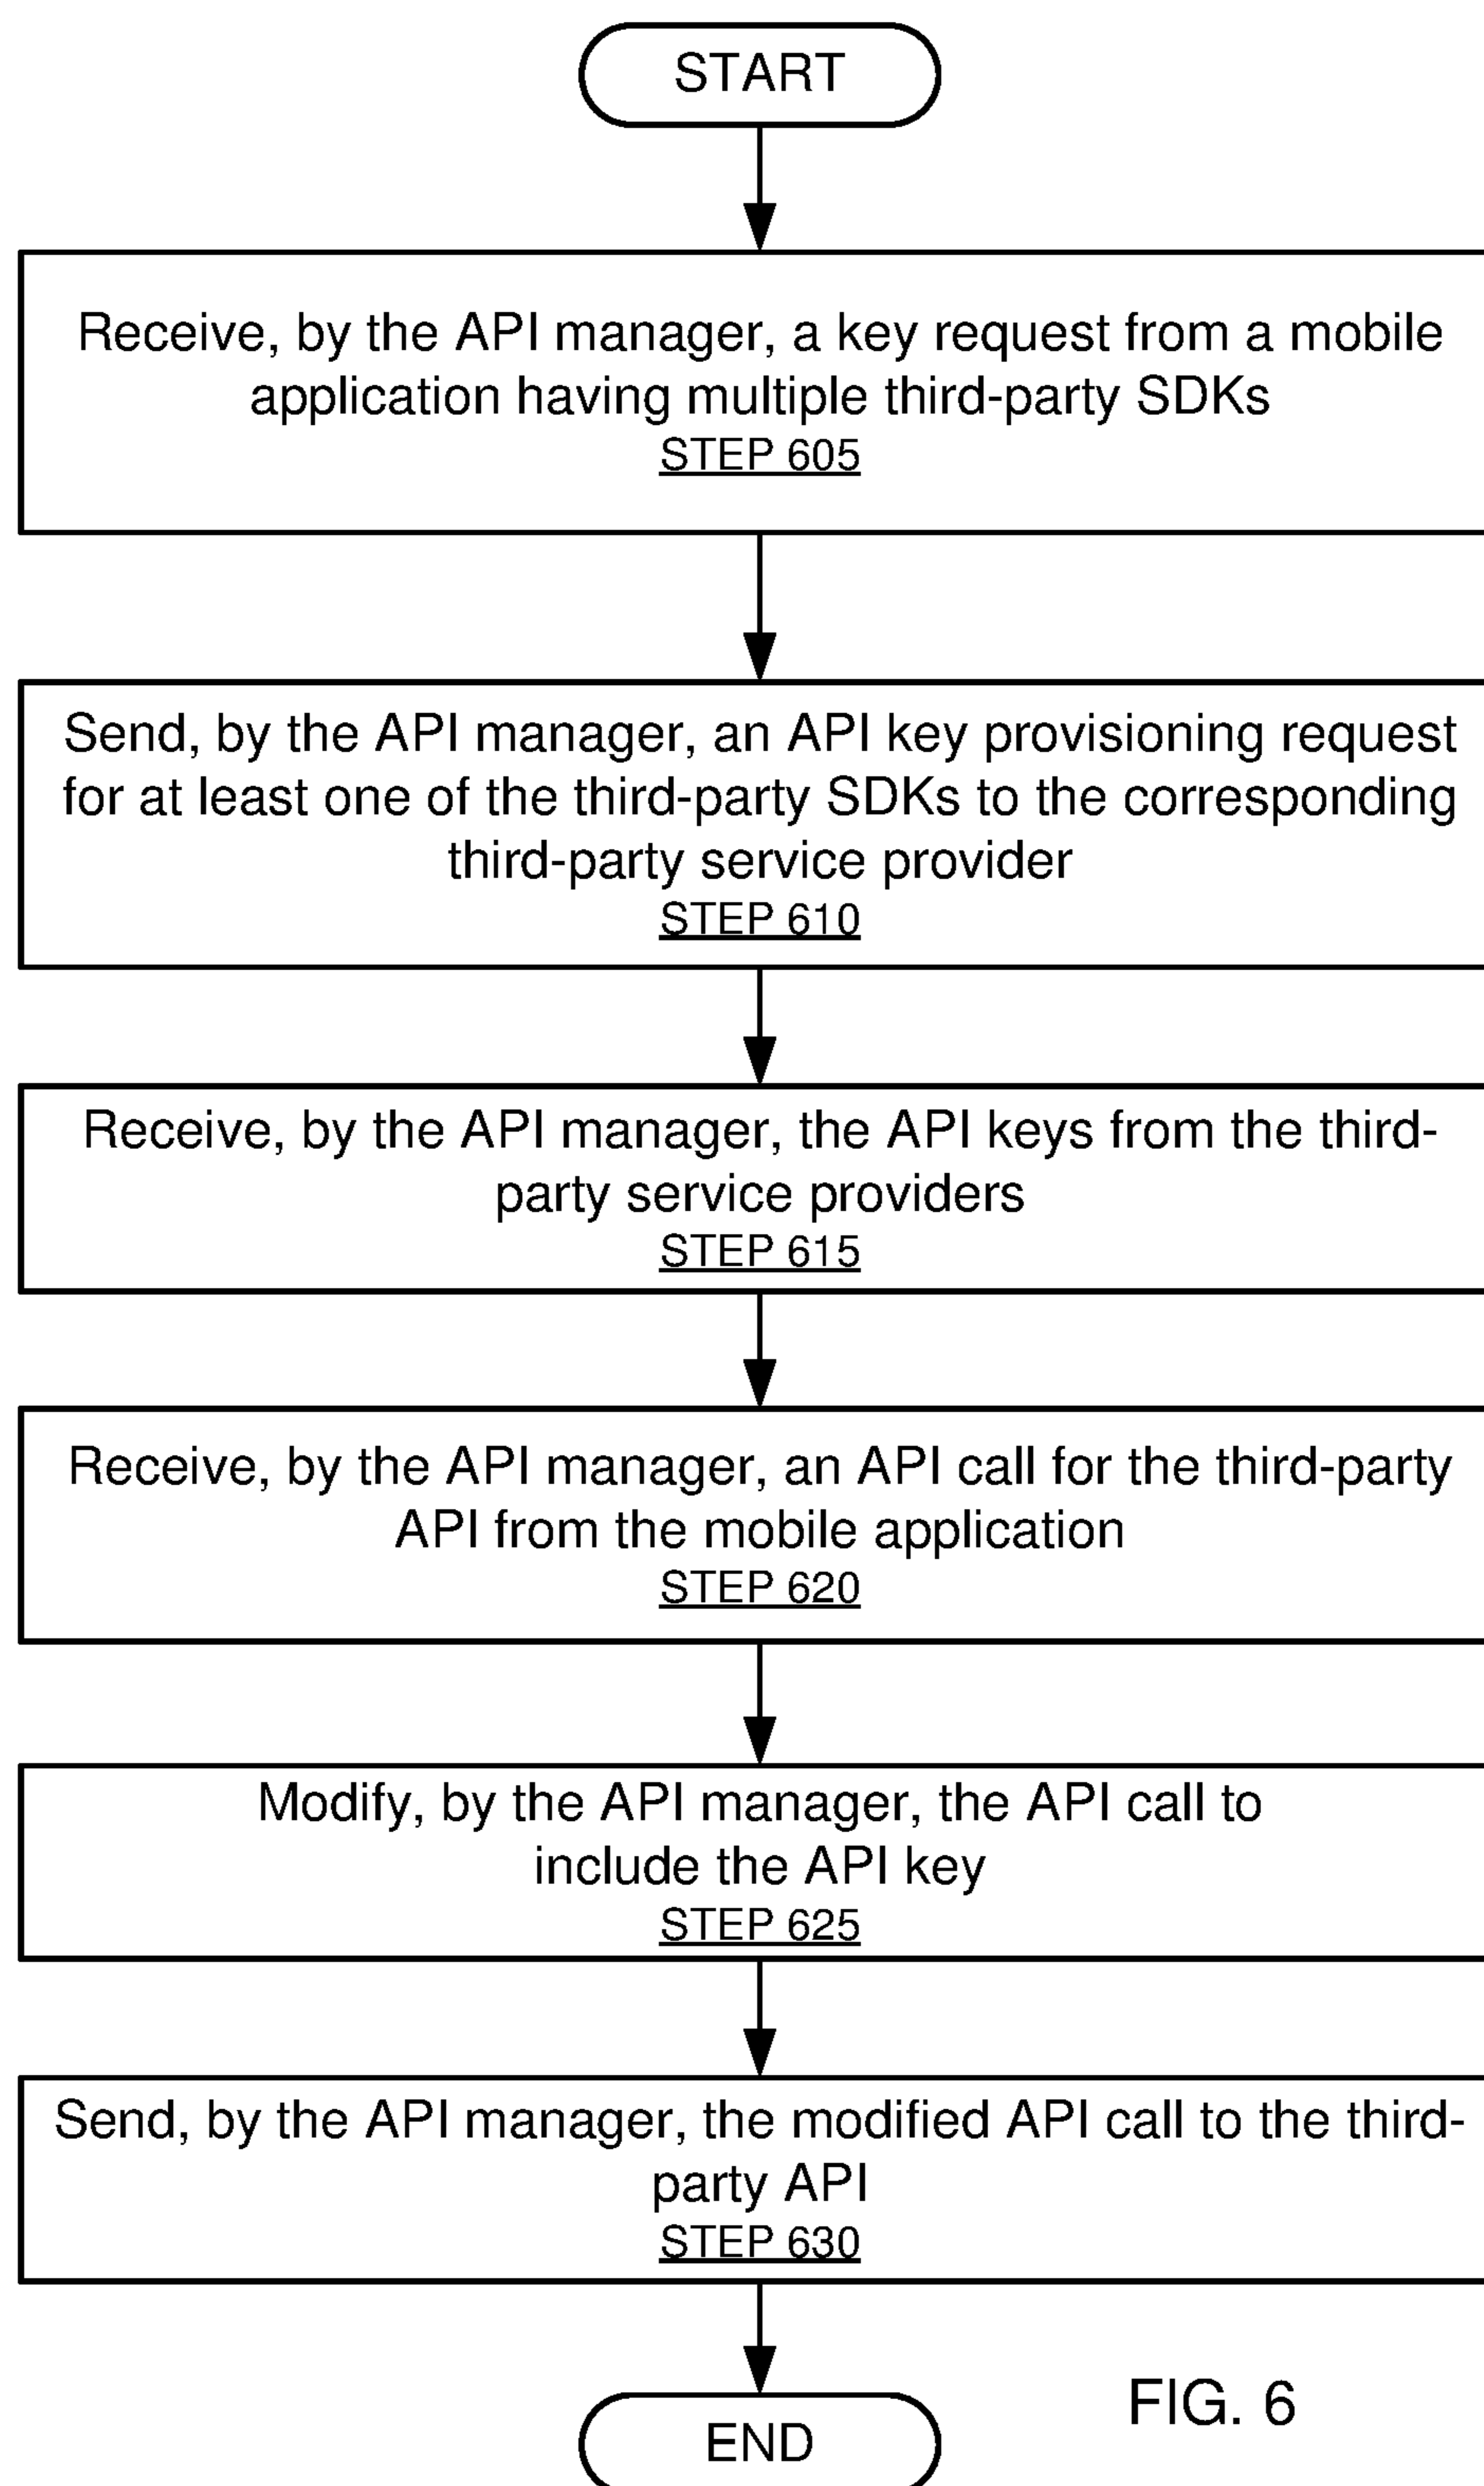 START
Receive, by the API manager, a key request from a mobile
application having multiple third-party SDKs
STEP 605
Send, by the API manager, an API key provisioning request
for at least one of the third-party SDKs to the corresponding
third-party service provider
STEP 610
Receive, by the API manager, the API keys from the third-
party service providers
STEP 615
Receive, by the API manager, an API call for the third-party
API from the mobile application
STEP 620
Modify, by the API manager, the API call to
include the API key
STEP 625
Send, by the API manager, the modified API call to the third-
party API
STEP 630
END
FIG. 6